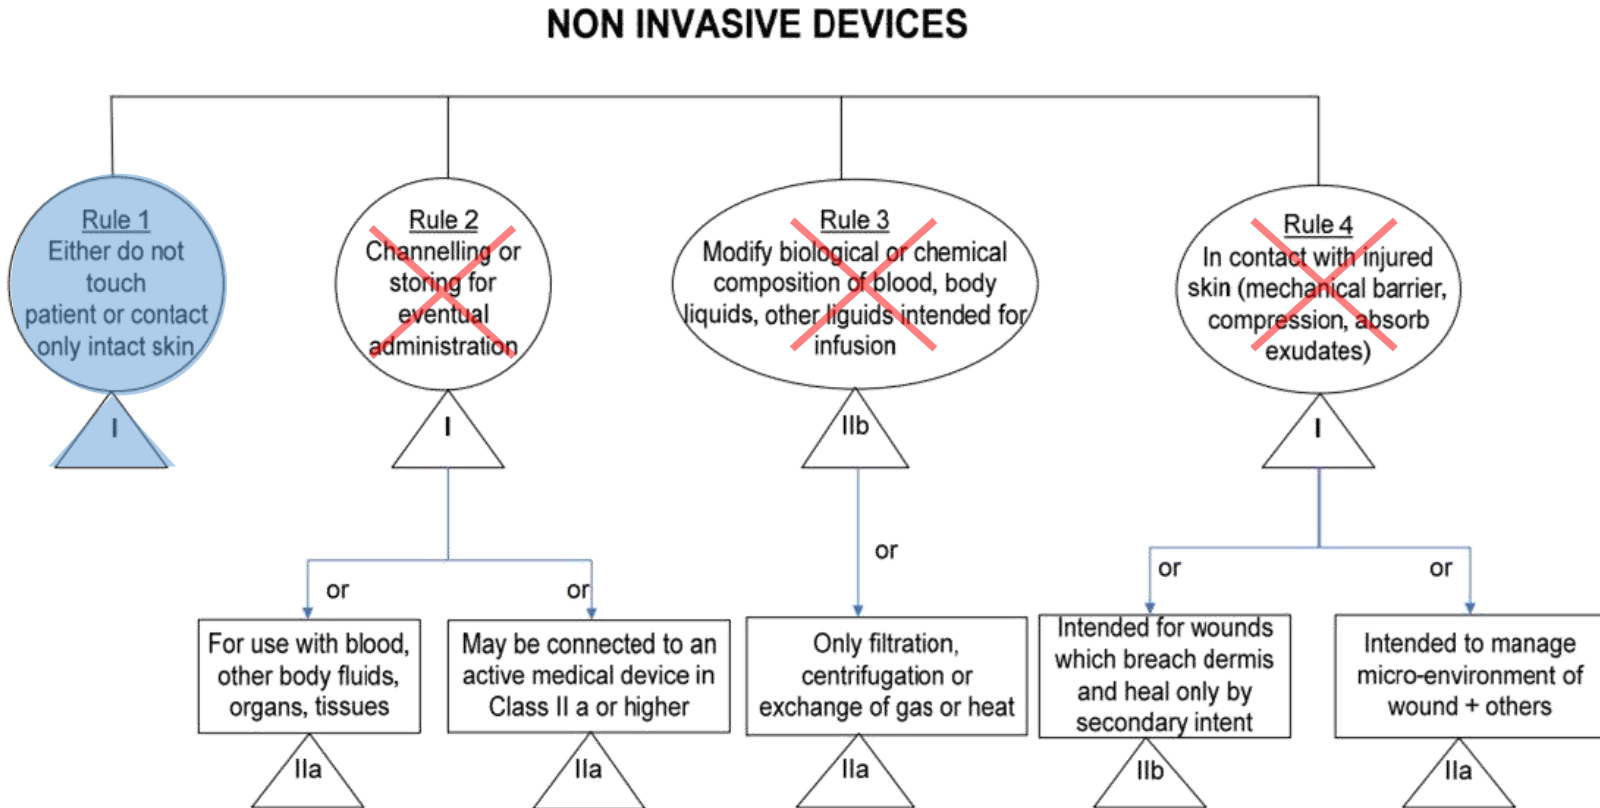 NON INVASIVE DEVICES
Rule 1
Either do not
touch
patient or contact
only intact skin
I
Rule 2
Channelling or
storing for
eventual
administration
I
Rule 3
Modify biological or chemical
composition of blood, body
liquids, other liguids intended for
infusion
IIb
Rule 4
In contact with injured
skin (mechanical barrier,
compression, absorb
exudates)
I
or
or
or
or
or
For use with blood,
other body fluids,
organs, tissues
IIa
May be connected to an
active medical device in
Class II a or higher
IIa
Only filtration,
centrifugation or
exchange of gas or heat
IIa
Intended for wounds
which breach dermis
and heal only by
secondary intent
IIb
Intended to manage
micro-environment of
wound + others
IIa